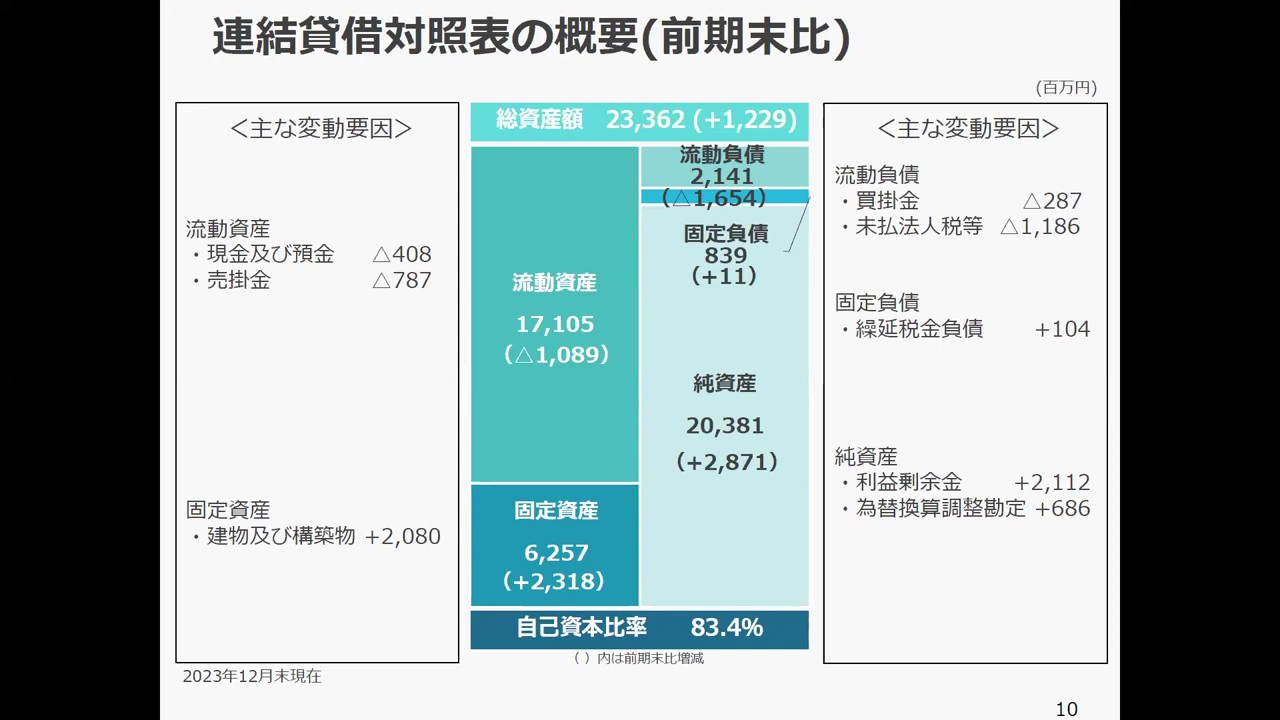 連結貸借対照表の概要(前期末比)
(百万円)
＜主な変動要因＞
流動資産
・現金及び預金 △408
・売掛金 △787
固定資産
・建物及び構築物 +2,080
2023年12月末現在
総資産額 23,362 (+1,229)
流動資産
17,105
(△1,089)
固定資産
6,257
(+2,318)
流動負債
2,141
(△1,654)
固定負債
839
(+11)
純資産
20,381
(+2,871)
自己資本比率 83.4%
( ) 内は前期末比増減
＜主な変動要因＞
流動負債
・買掛金 △287
・未払法人税等 △1,186
固定負債
・繰延税金負債 +104
純資産
・利益剰余金 +2,112
・為替換算調整勘定 +686
10